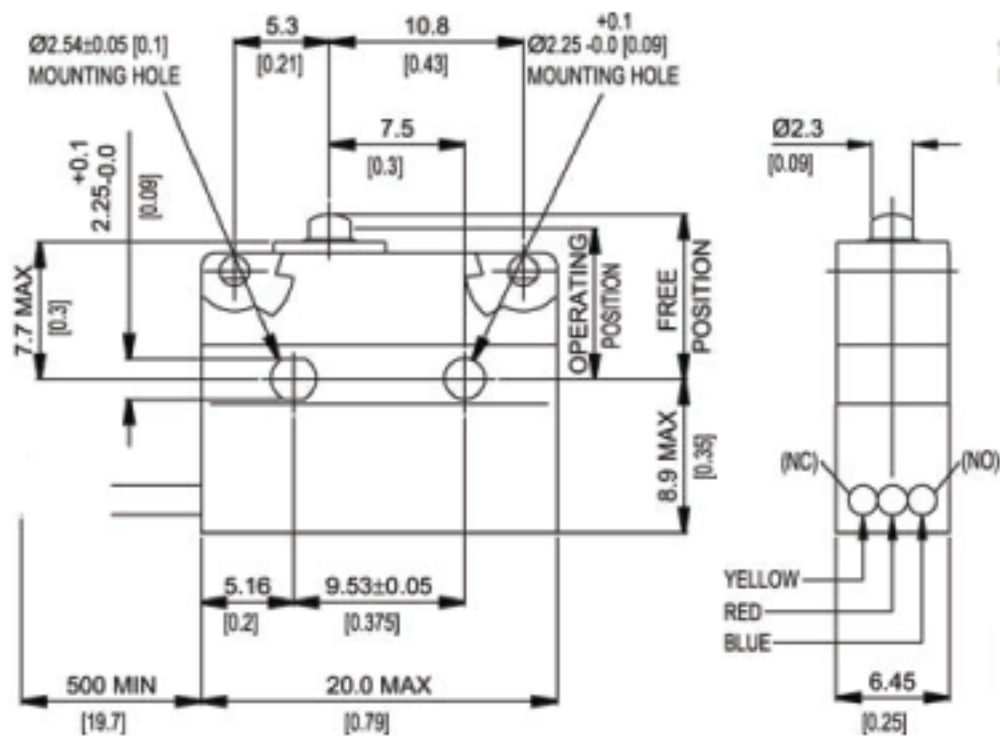 5.3
[0.21]
10.8
[0.43]
Ø2.54±0.05 [0.1]
MOUNTING HOLE
+0.1
Ø2.25 -0.0 [0.09]
MOUNTING HOLE
7.5
[0.3]
Ø2.3
[0.09]
+0.1
2.25-0.0
[0.09]
7.7 MAX
[0.3]
OPERATING
POSITION
FREE
POSITION
8.9 MAX
[0.35]
(NC)
(NO)
YELLOW
RED
BLUE
5.16
[0.2]
9.53±0.05
[0.375]
500 MIN
[19.7]
20.0 MAX
[0.79]
6.45
[0.25]